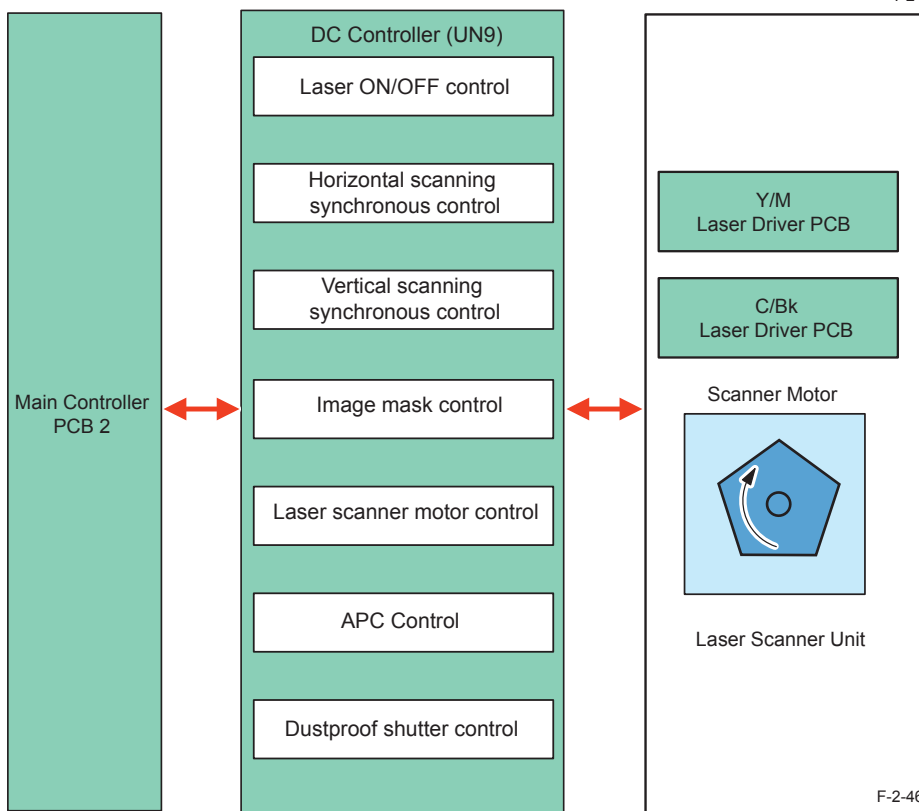 DC Controller (UN9)
Laser ON/OFF control
Horizontal scanning
synchronous control
Vertical scanning
synchronous control
Main Controller
PCB 2
Image mask control
Laser scanner motor control
APC Control
Dustproof shutter control
Y/M
Laser Driver PCB
C/Bk
Laser Driver PCB
Scanner Motor
Laser Scanner Unit
F-2-46